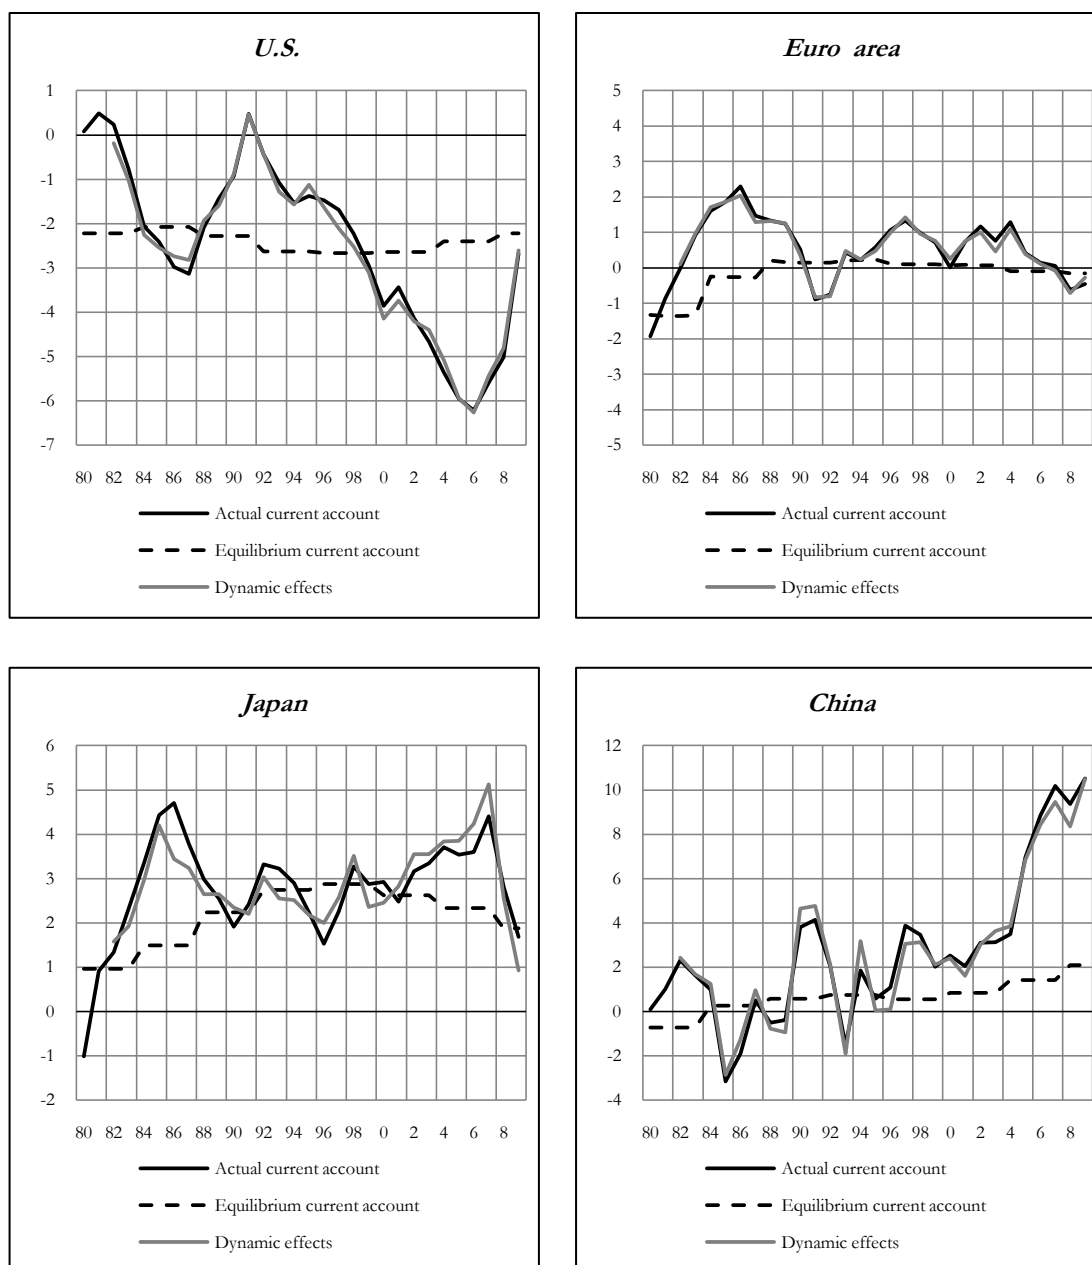 U.S.
1
0
-1
-2
-3
-4
-5
-6
-7
80 82 84 86 88 90 92 94 96 98 0 2 4 6 8
Actual current account
Equilibrium current account
Dynamic effects
Euro area
5
4
3
2
1
0
-1
-2
-3
-4
-5
80 82 84 86 88 90 92 94 96 98 0 2 4 6 8
Actual current account
Equilibrium current account
Dynamic effects
Japan
6
5
4
3
2
1
0
-1
-2
80 82 84 86 88 90 92 94 96 98 0 2 4 6 8
Actual current account
Equilibrium current account
Dynamic effects
China
12
10
8
6
4
2
0
-2
-4
80 82 84 86 88 90 92 94 96 98 0 2 4 6 8
Actual current account
Equilibrium current account
Dynamic effects